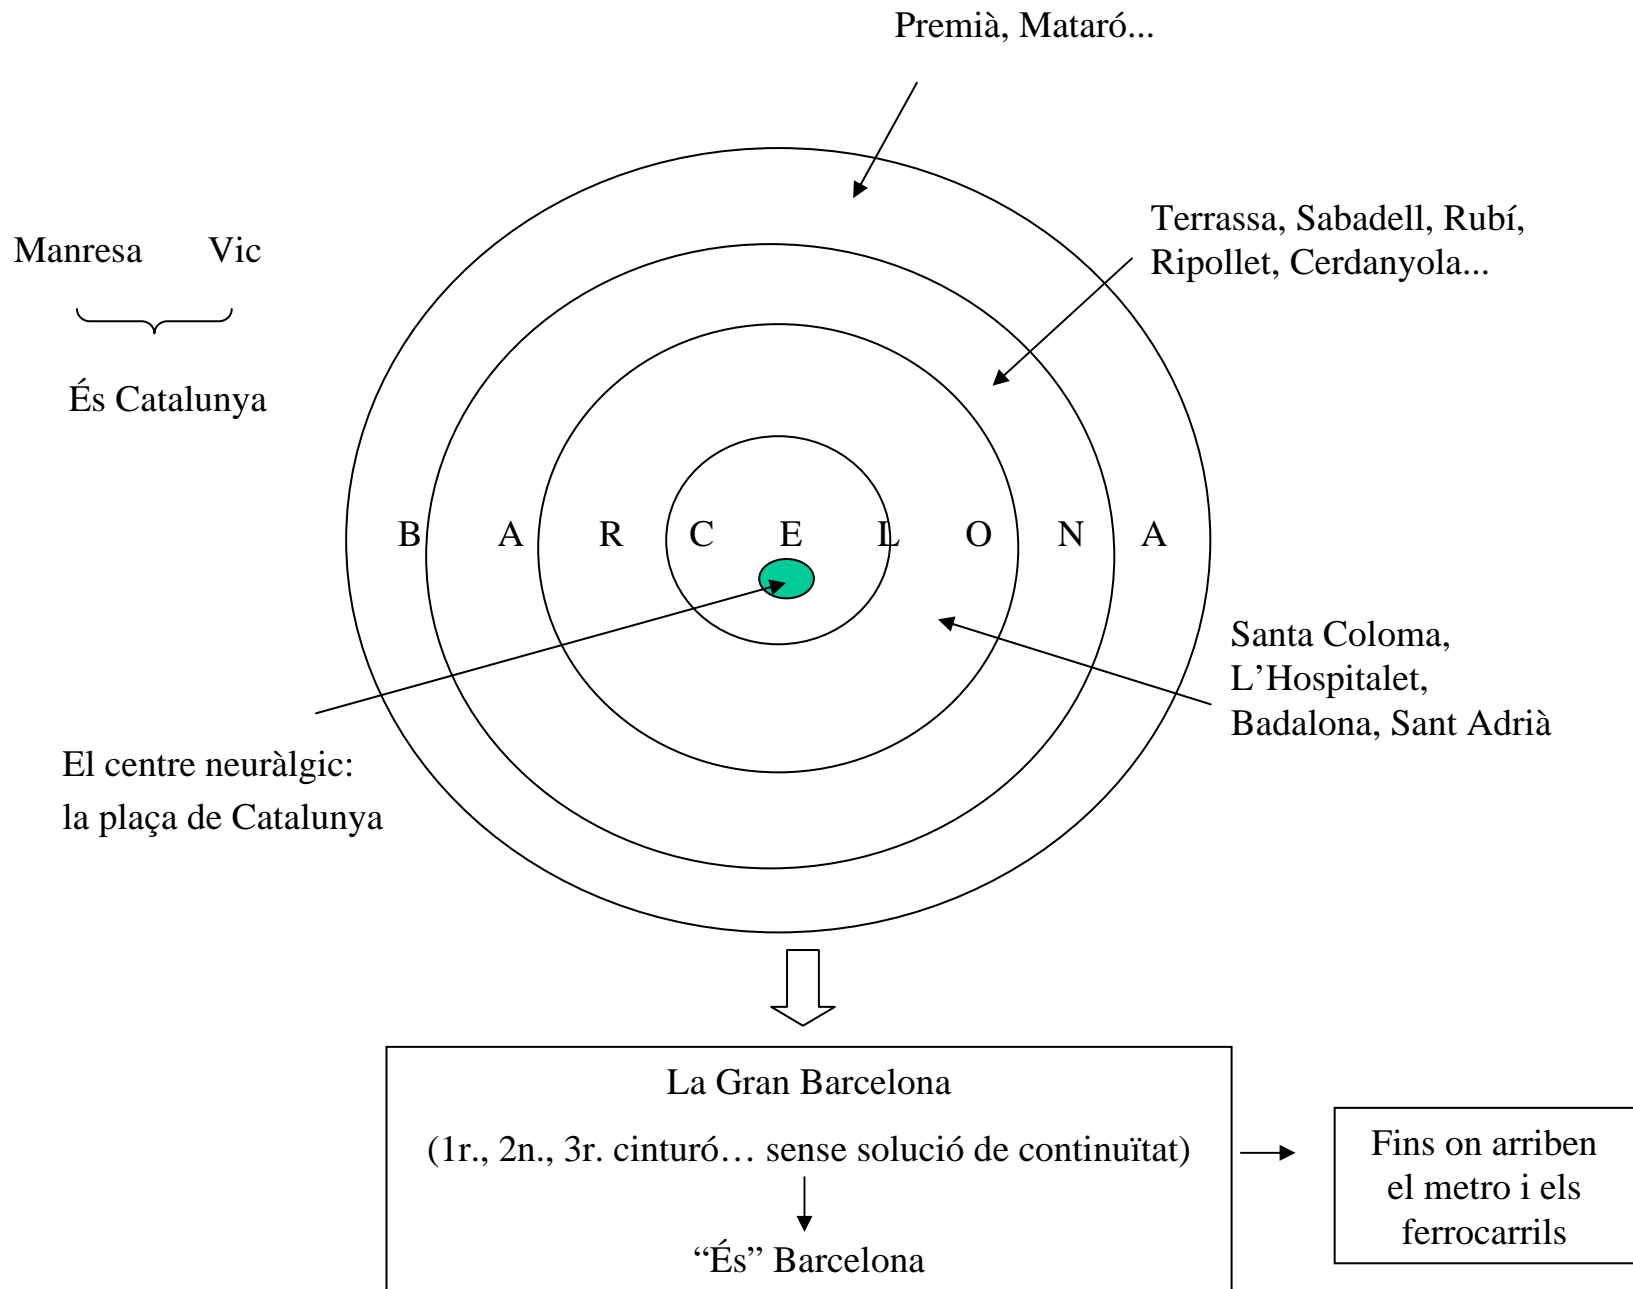 Premià, Mataró...
Terrassa, Sabadell, Rubí,
Ripollet, Cerdanyola...
Manresa Vic
És Catalunya
B A R C E L O N A
Santa Coloma,
L’Hospitalet,
Badalona, Sant Adrià
El centre neuràlgic:
la plaça de Catalunya
La Gran Barcelona
(1r., 2n., 3r. cinturó… sense solució de continuïtat)
“És” Barcelona
Fins on arriben
el metro i els
ferrocarrils